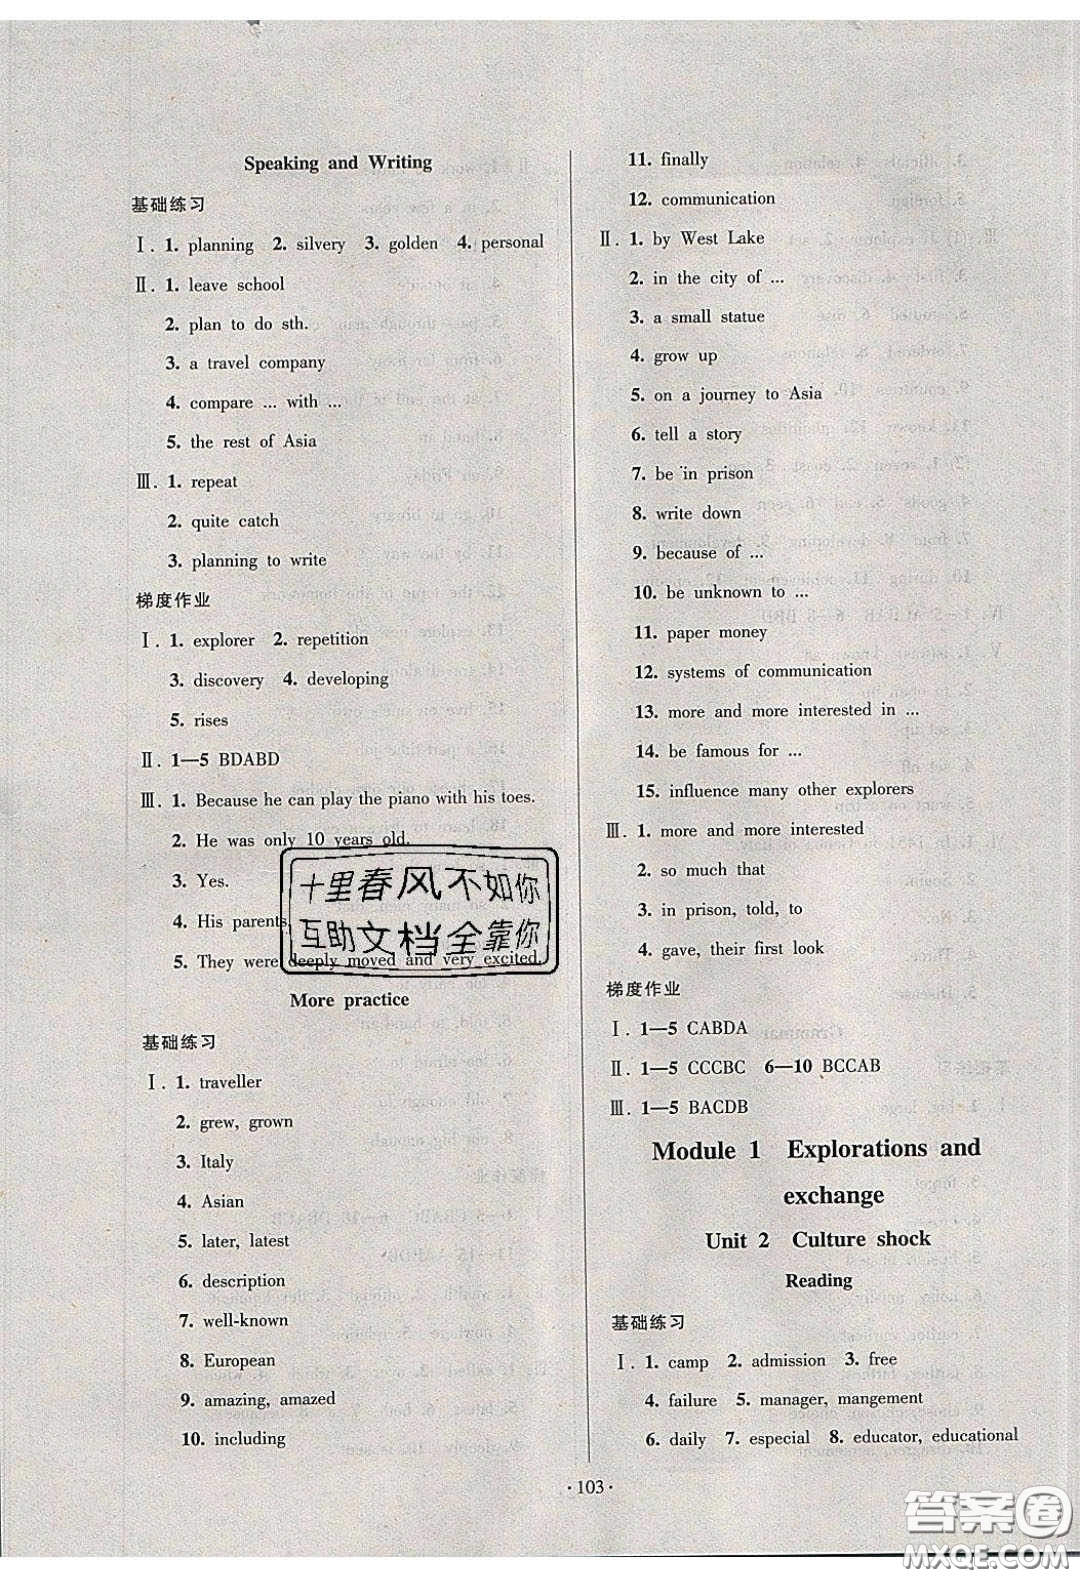 Speaking and Writing
基础练习
Ⅰ. 1. planning 2. silvery 3. golden 4. personal
Ⅱ. 1. leave school
2. plan to do sth.
3. a travel company
4. compare ... with ...
5. the rest of Asia
Ⅲ. 1. repeat
2. quite catch
3. planning to write
梯度作业
Ⅰ. 1. explorer 2. repetition
3. discovery 4. developing
5. rises
Ⅱ. 1—5 BDABD
Ⅲ. 1. Because he can play the piano with his toes.
2. He was only 10 years old.
3. Yes.
4. His parents.
5. They were deeply moved and very excited.
十里春风不如你
互助文档全靠你
More practice
基础练习
Ⅰ. 1. traveller
2. grew, grown
3. Italy
4. Asian
5. later, latest
6. description
7. well-known
8. European
9. amazing, amazed
10. including
11. finally
12. communication
Ⅱ. 1. by West Lake
2. in the city of ...
3. a small statue
4. grow up
5. on a journey to Asia
6. tell a story
7. be in prison
8. write down
9. because of ...
10. be unknown to ...
11. paper money
12. systems of communication
13. more and more interested in ...
14. be famous for ...
15. influence many other explorers
Ⅲ. 1. more and more interested
2. so much that
3. in prison, told, to
4. gave, their first look
梯度作业
Ⅰ. 1—5 CABDA
Ⅱ. 1—5 CCCBC 6—10 BCCAB
Ⅲ. 1—5 BACDB
Module 1 Explorations and
exchange
Unit 2 Culture shock
Reading
基础练习
Ⅰ. 1. camp 2. admission 3. free
4. failure 5. manager, mangement
6. daily 7. especial 8. educator, educational
· 103 ·
答案圈
MXQE.COM